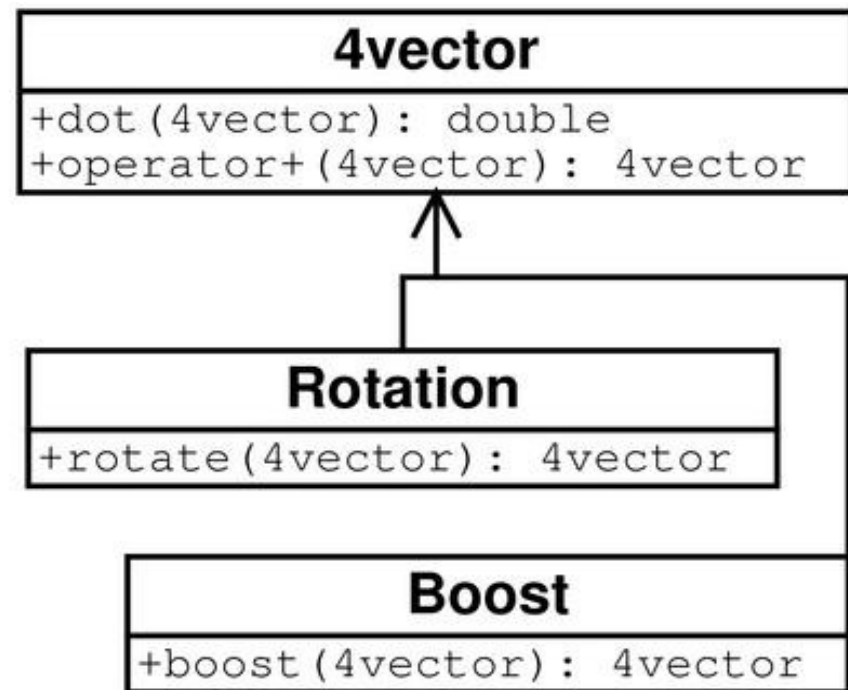 4vector
+dot(4vector): double
+operator+(4vector): 4vector
Rotation
+rotate(4vector): 4vector
Boost
+boost(4vector): 4vector